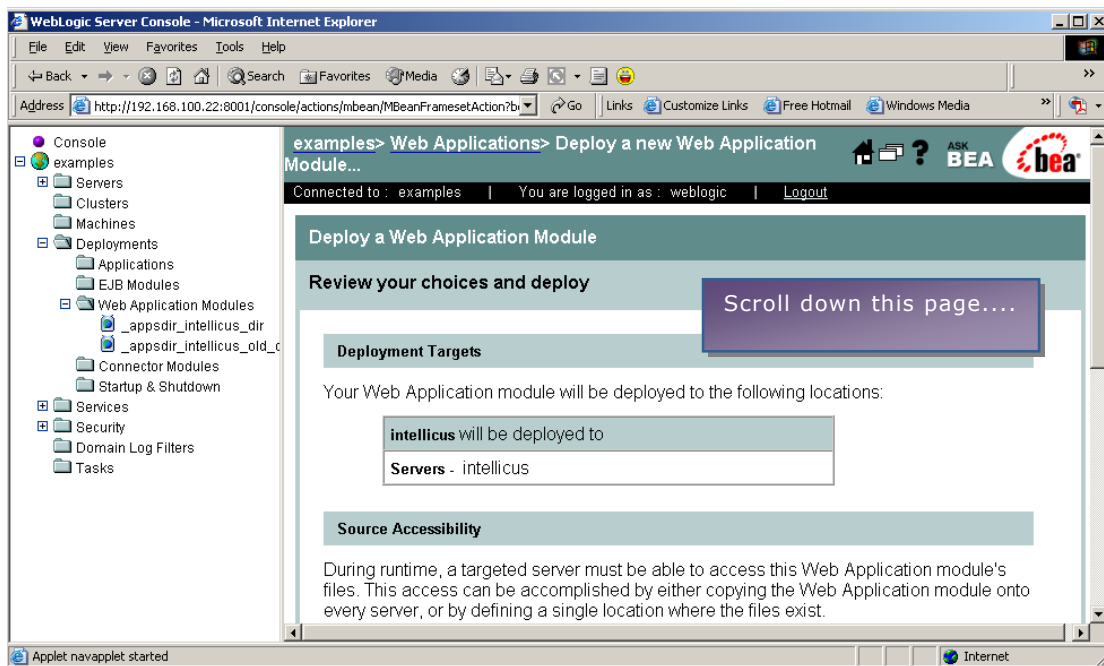 WebLogic Server Console - Microsoft Internet Explorer
File Edit View Favorites Tools Help
Back Search Favorites Media
Address http://192.168.100.22:8001/console/actions/mbean/MBeanFramesetAction?b Go Links Customize Links Free Hotmail Windows Media
Console
examples
Servers
Clusters
Machines
Deployments
Applications
EJB Modules
Web Application Modules
_appsdir_intellicus_dir
_appsdir_intellicus_old_
Connector Modules
Startup & Shutdown
Services
Security
Domain Log Filters
Tasks
examples> Web Applications> Deploy a new Web Application
Module...
? ASK BEA bea
Connected to : examples | You are logged in as : weblogic | Logout
Deploy a Web Application Module
Review your choices and deploy
Scroll down this page....
Deployment Targets
Your Web Application module will be deployed to the following locations:
intellicus will be deployed to
Servers - intellicus
Source Accessibility
During runtime, a targeted server must be able to access this Web Application module's
files. This access can be accomplished by either copying the Web Application module onto
every server, or by defining a single location where the files exist.
Applet navapplet started Internet